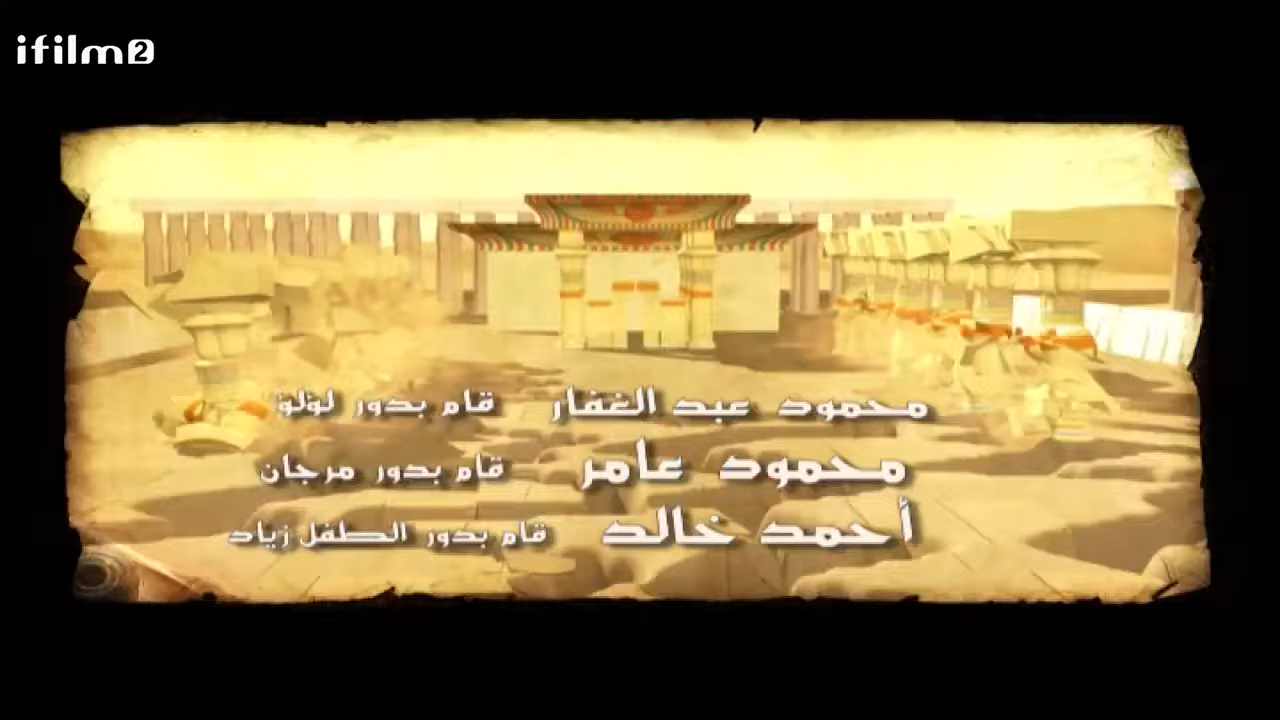 ifilm2
محمود عبد الغفار قام بدور لؤلؤ
محمود عامر قام بدور مرجان
أحمد خالد قام بدور الطفل زياد